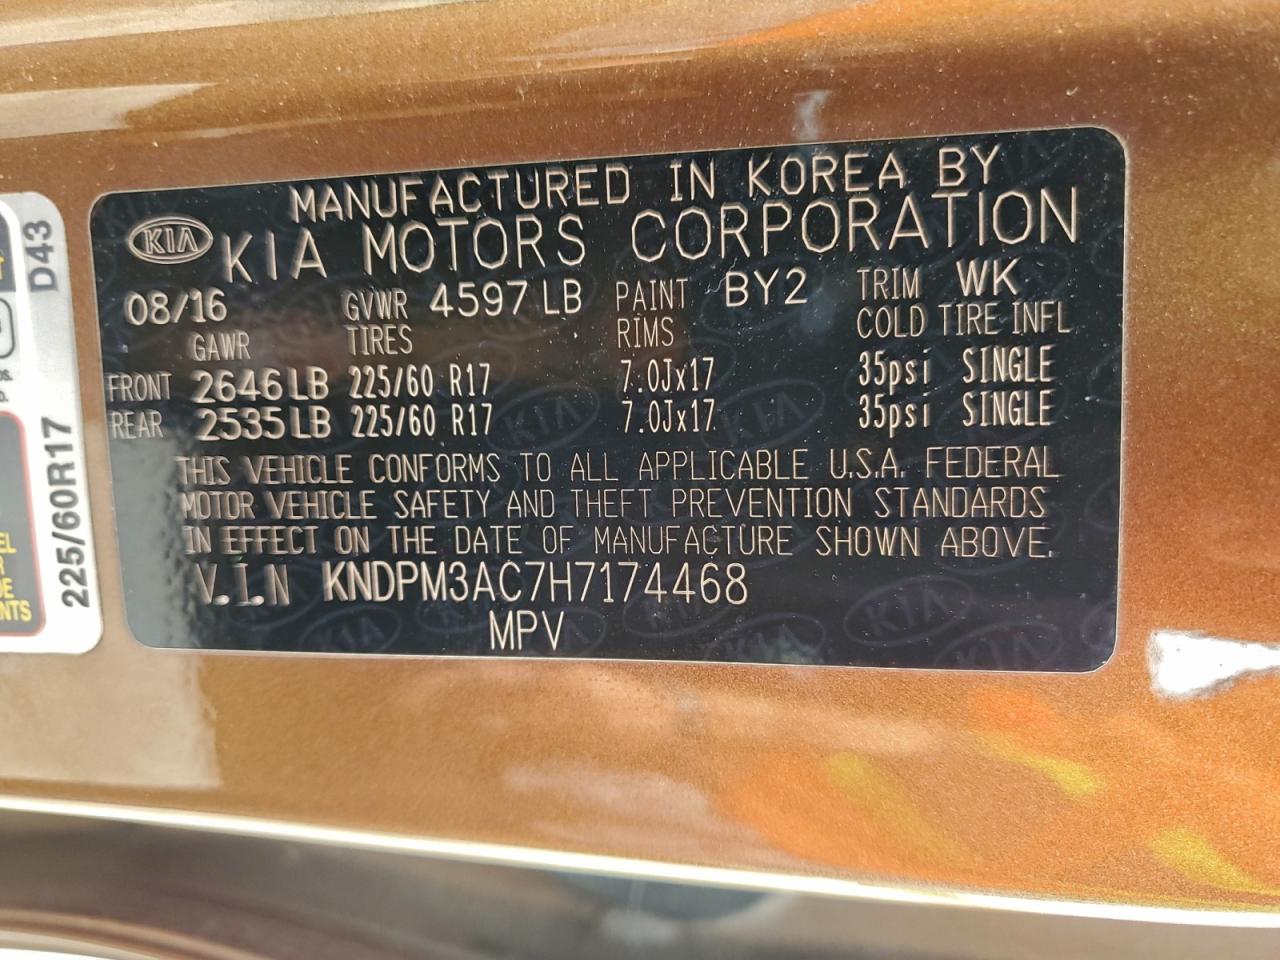 MANUFACTURED IN KOREA BY
KIA KIA MOTORS CORPORATION
08/16 GVWR 4597 LB PAINT BY2 TRIM WK
GAWR TIRES RIMS COLD TIRE INFL
FRONT 2646 LB 225/60 R17 7.0Jx17 35psi SINGLE
REAR 2535 LB 225/60 R17 7.0Jx17 35psi SINGLE
THIS VEHICLE CONFORMS TO ALL APPLICABLE U.S.A. FEDERAL
MOTOR VEHICLE SAFETY AND THEFT PREVENTION STANDARDS
IN EFFECT ON THE DATE OF MANUFACTURE SHOWN ABOVE.
V.I.N KNDPM3AC7H7174468
MPV
D43
225/60R17